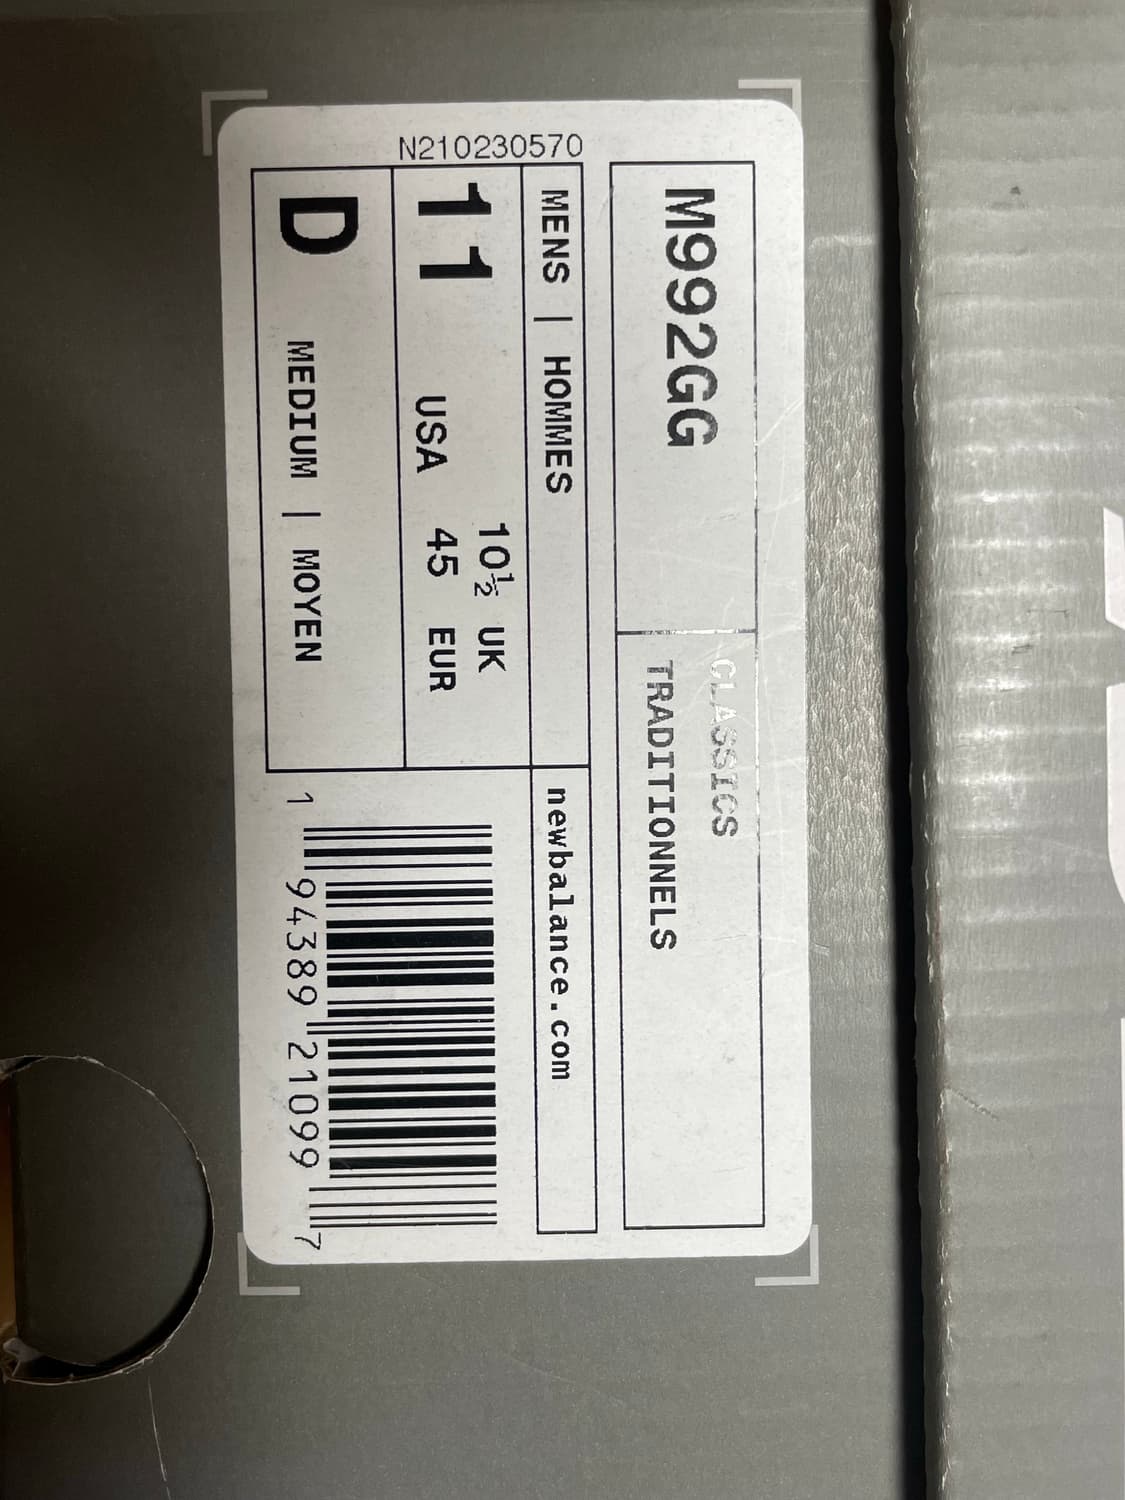 M992GG
CLASSICS
TRADITIONNELS
MENS | HOMMES
newbalance.com
11 USA
10½ UK
45 EUR
D MEDIUM | MOYEN
N210230570
1 94389 21099 7